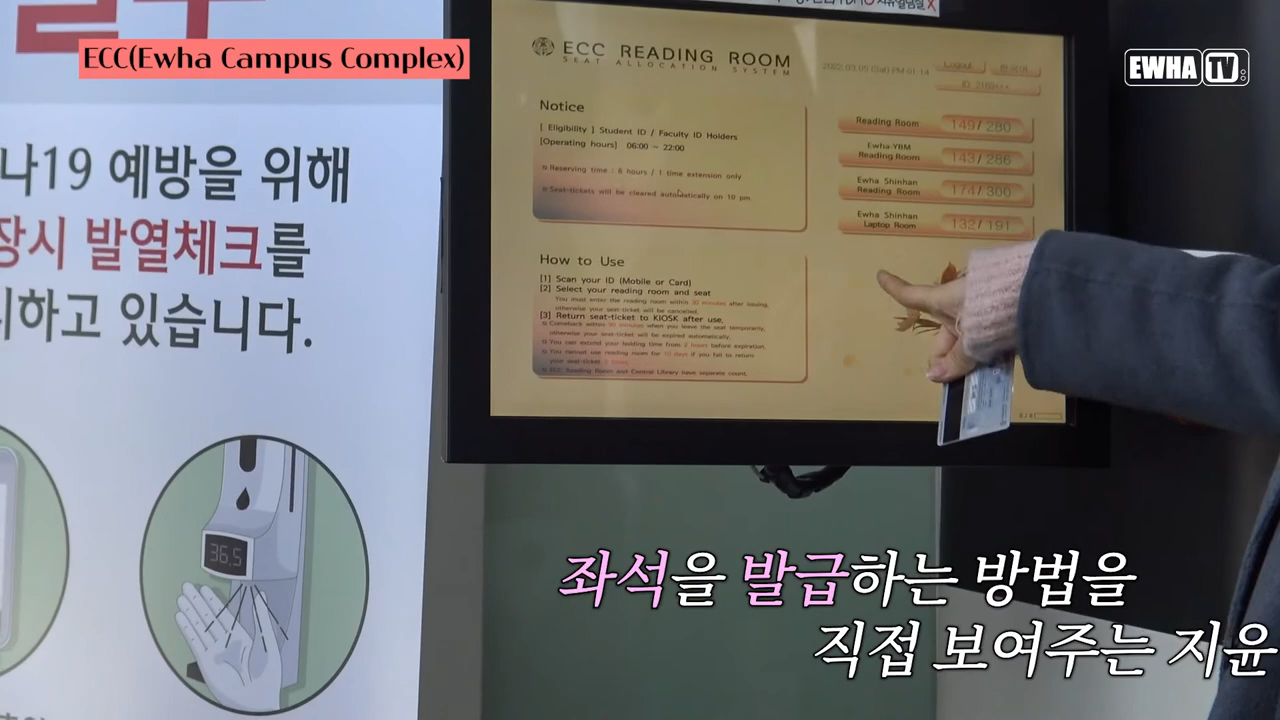 ECC(Ewha Campus Complex)
EWHA TV
나19 예방을 위해
장시 발열체크를
하고 있습니다.
36.5
ECC READING ROOM
SEAT ALLOCATION SYSTEM
2022.03.05 (Sat) PM 01:14
Logout
Notice
[ Eligibility ] Student ID / Faculty ID Holders
[Operating hours] 06:00 ~ 22:00
Reserving time : 6 hours / 1 time extension only
Seat-tickets will be cleared automatically on 10 pm
Reading Room 149/ 280
Ewha-YBM
Reading Room 143/ 286
Ewha Shinhan
Reading Room 174/ 300
Ewha Shinhan
Laptop Room 132/ 191
How to Use
[1] Scan your ID (Mobile or Card)
[2] Select your reading room and seat
You must enter the reading room within 30 minutes after issuing,
otherwise your seat-ticket will be cancelled.
[3] Return seat-ticket to KIOSK after use,
Comeback within 30 minutes when you leave the seat temporarily,
otherwise your seat-ticket will be expired automatically.
You can extend your holding time from 2 hours before expiration,
You cannot use reading room for 10 days if you fail to return
your seat-ticket 3 times.
ECC Reading Room and Central Library have separate count.
좌석을 발급하는 방법을
직접 보여주는 지윤